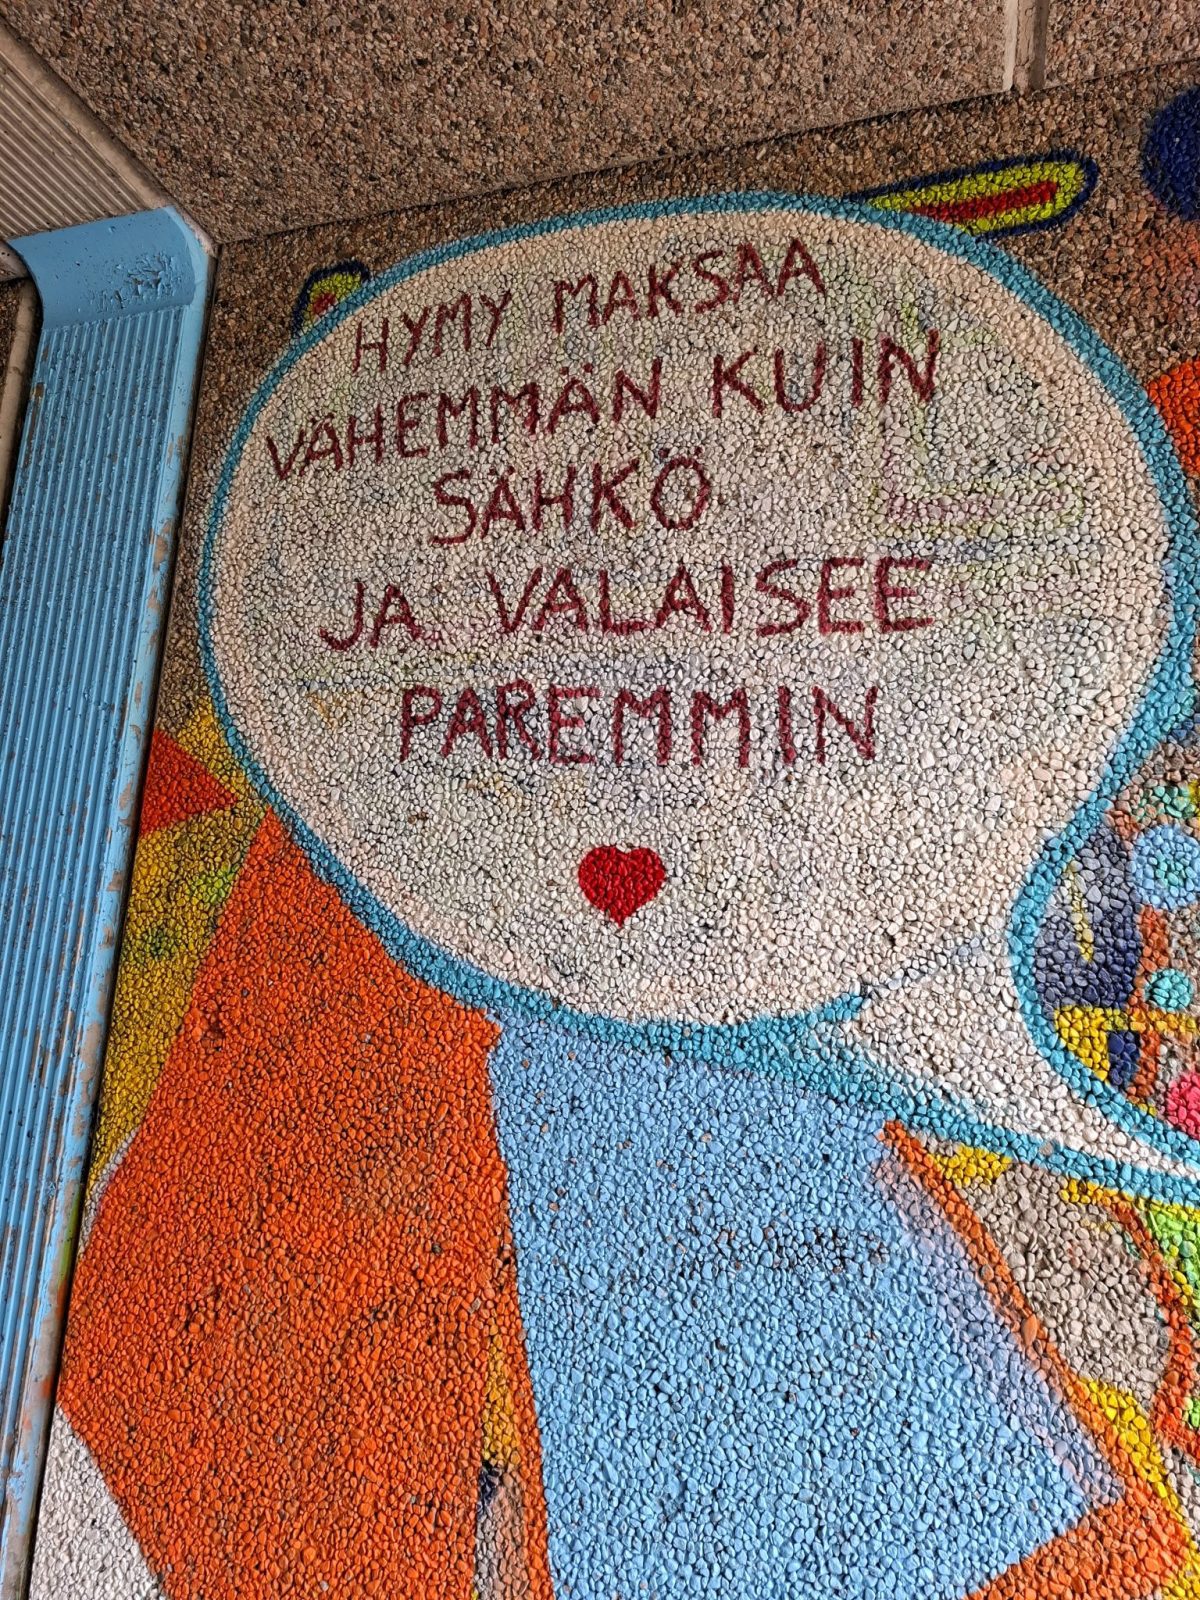 HYMY MAKSAA
VÄHEMMÄN KUIN
SÄHKÖ
JA VALAISEE
PAREMMIN